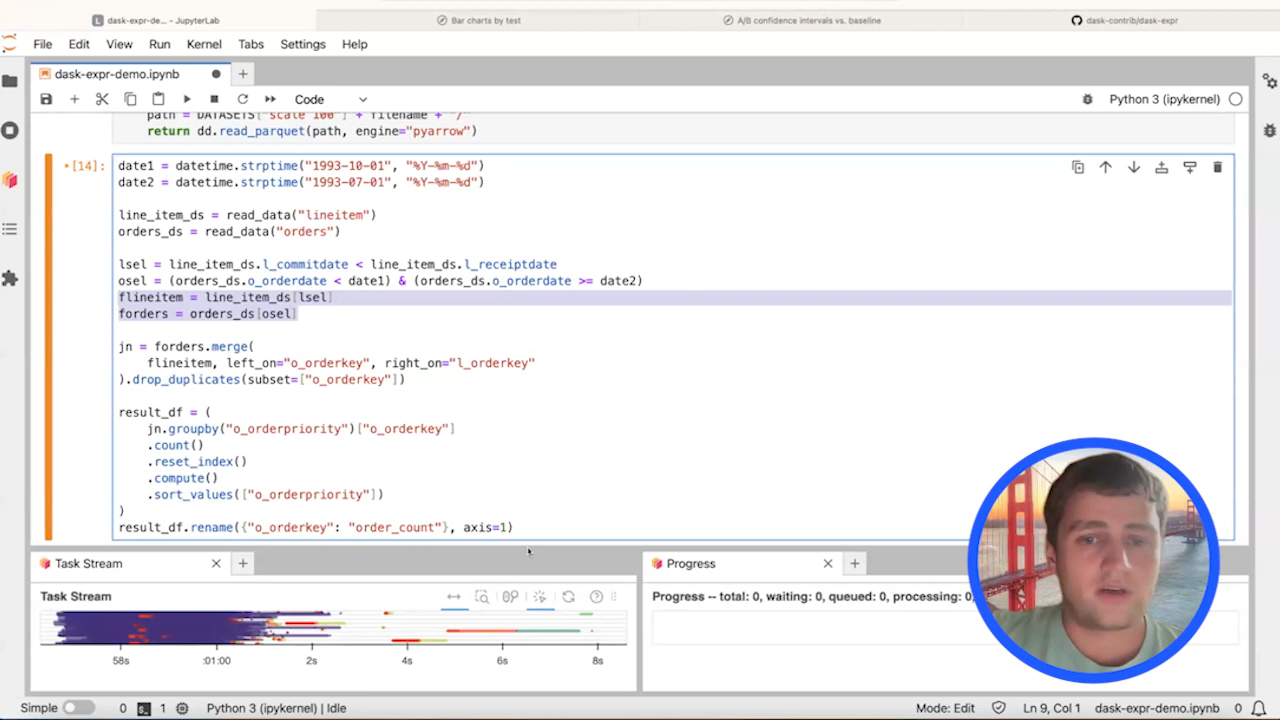 dask-expr-de... - JupyterLab
Bar charts by test
A/B confidence intervals vs. baseline
dask-contrib/dask-expr
File Edit View Run Kernel Tabs Settings Help
dask-expr-demo.ipynb
Code
Python 3 (ipykernel)
path = DATASETS["scale 100"] + filename + "/"
return dd.read_parquet(path, engine="pyarrow")
[14]:
date1 = datetime.strptime("1993-10-01", "%Y-%m-%d")
date2 = datetime.strptime("1993-07-01", "%Y-%m-%d")
line_item_ds = read_data("lineitem")
orders_ds = read_data("orders")
lsel = line_item_ds.l_commitdate < line_item_ds.l_receiptdate
osel = (orders_ds.o_orderdate < date1) & (orders_ds.o_orderdate >= date2)
flineitem = line_item_ds[lsel]
forders = orders_ds[osel]
jn = forders.merge(
flineitem, left_on="o_orderkey", right_on="l_orderkey"
).drop_duplicates(subset=["o_orderkey"])
result_df = (
jn.groupby("o_orderpriority")["o_orderkey"]
.count()
.reset_index()
.compute()
.sort_values(["o_orderpriority"])
)
result_df.rename({"o_orderkey": "order_count"}, axis=1)
Task Stream
Progress
Task Stream
Progress -- total: 0, waiting: 0, queued: 0, processing: 0,
58s :01:00 2s 4s 6s 8s
Simple 0 1 Python 3 (ipykernel) | Idle
Mode: Edit Ln 9, Col 1 dask-expr-demo.ipynb 0